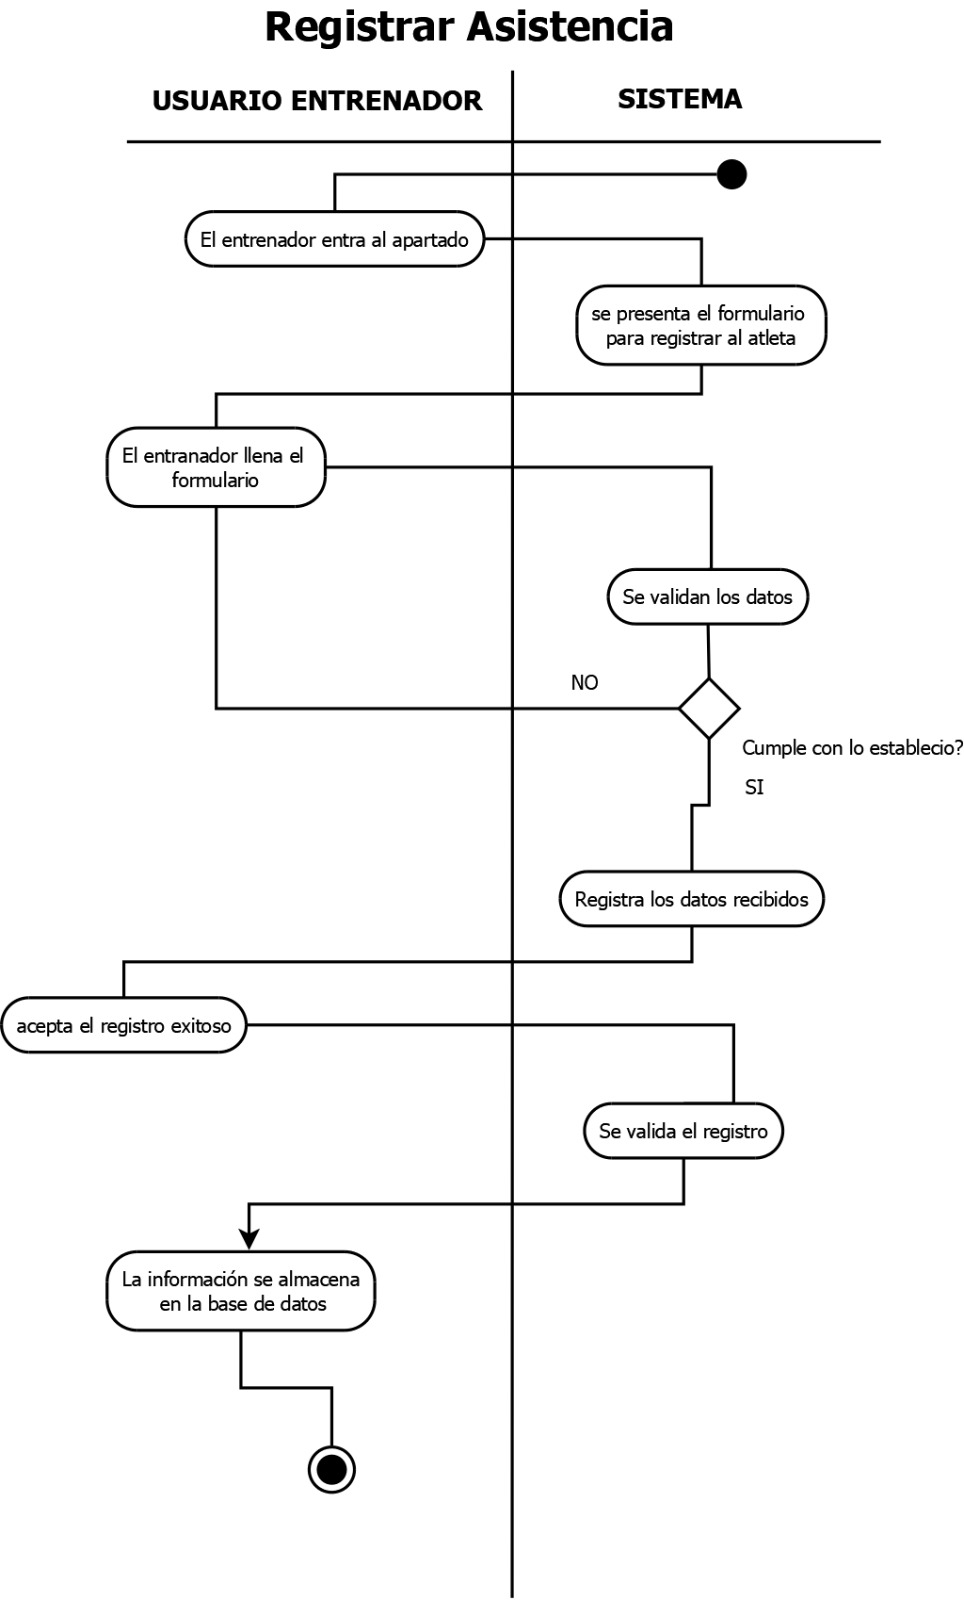 Registrar Asistencia
USUARIO ENTRENADOR
SISTEMA
El entrenador entra al apartado
se presenta el formulario
para registrar al atleta
El entranador llena el
formulario
Se validan los datos
NO
Cumple con lo establecio?
SI
Registra los datos recibidos
acepta el registro exitoso
Se valida el registro
La información se almacena
en la base de datos